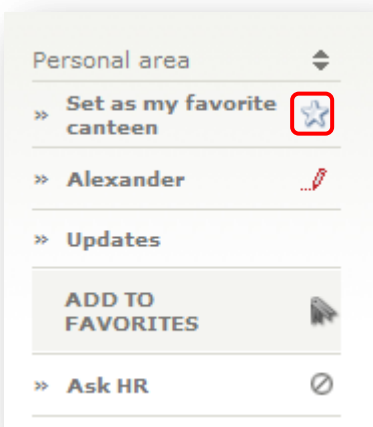 Personal area
» Set as my favorite
canteen
» Alexander
» Updates
ADD TO
FAVORITES
» Ask HR